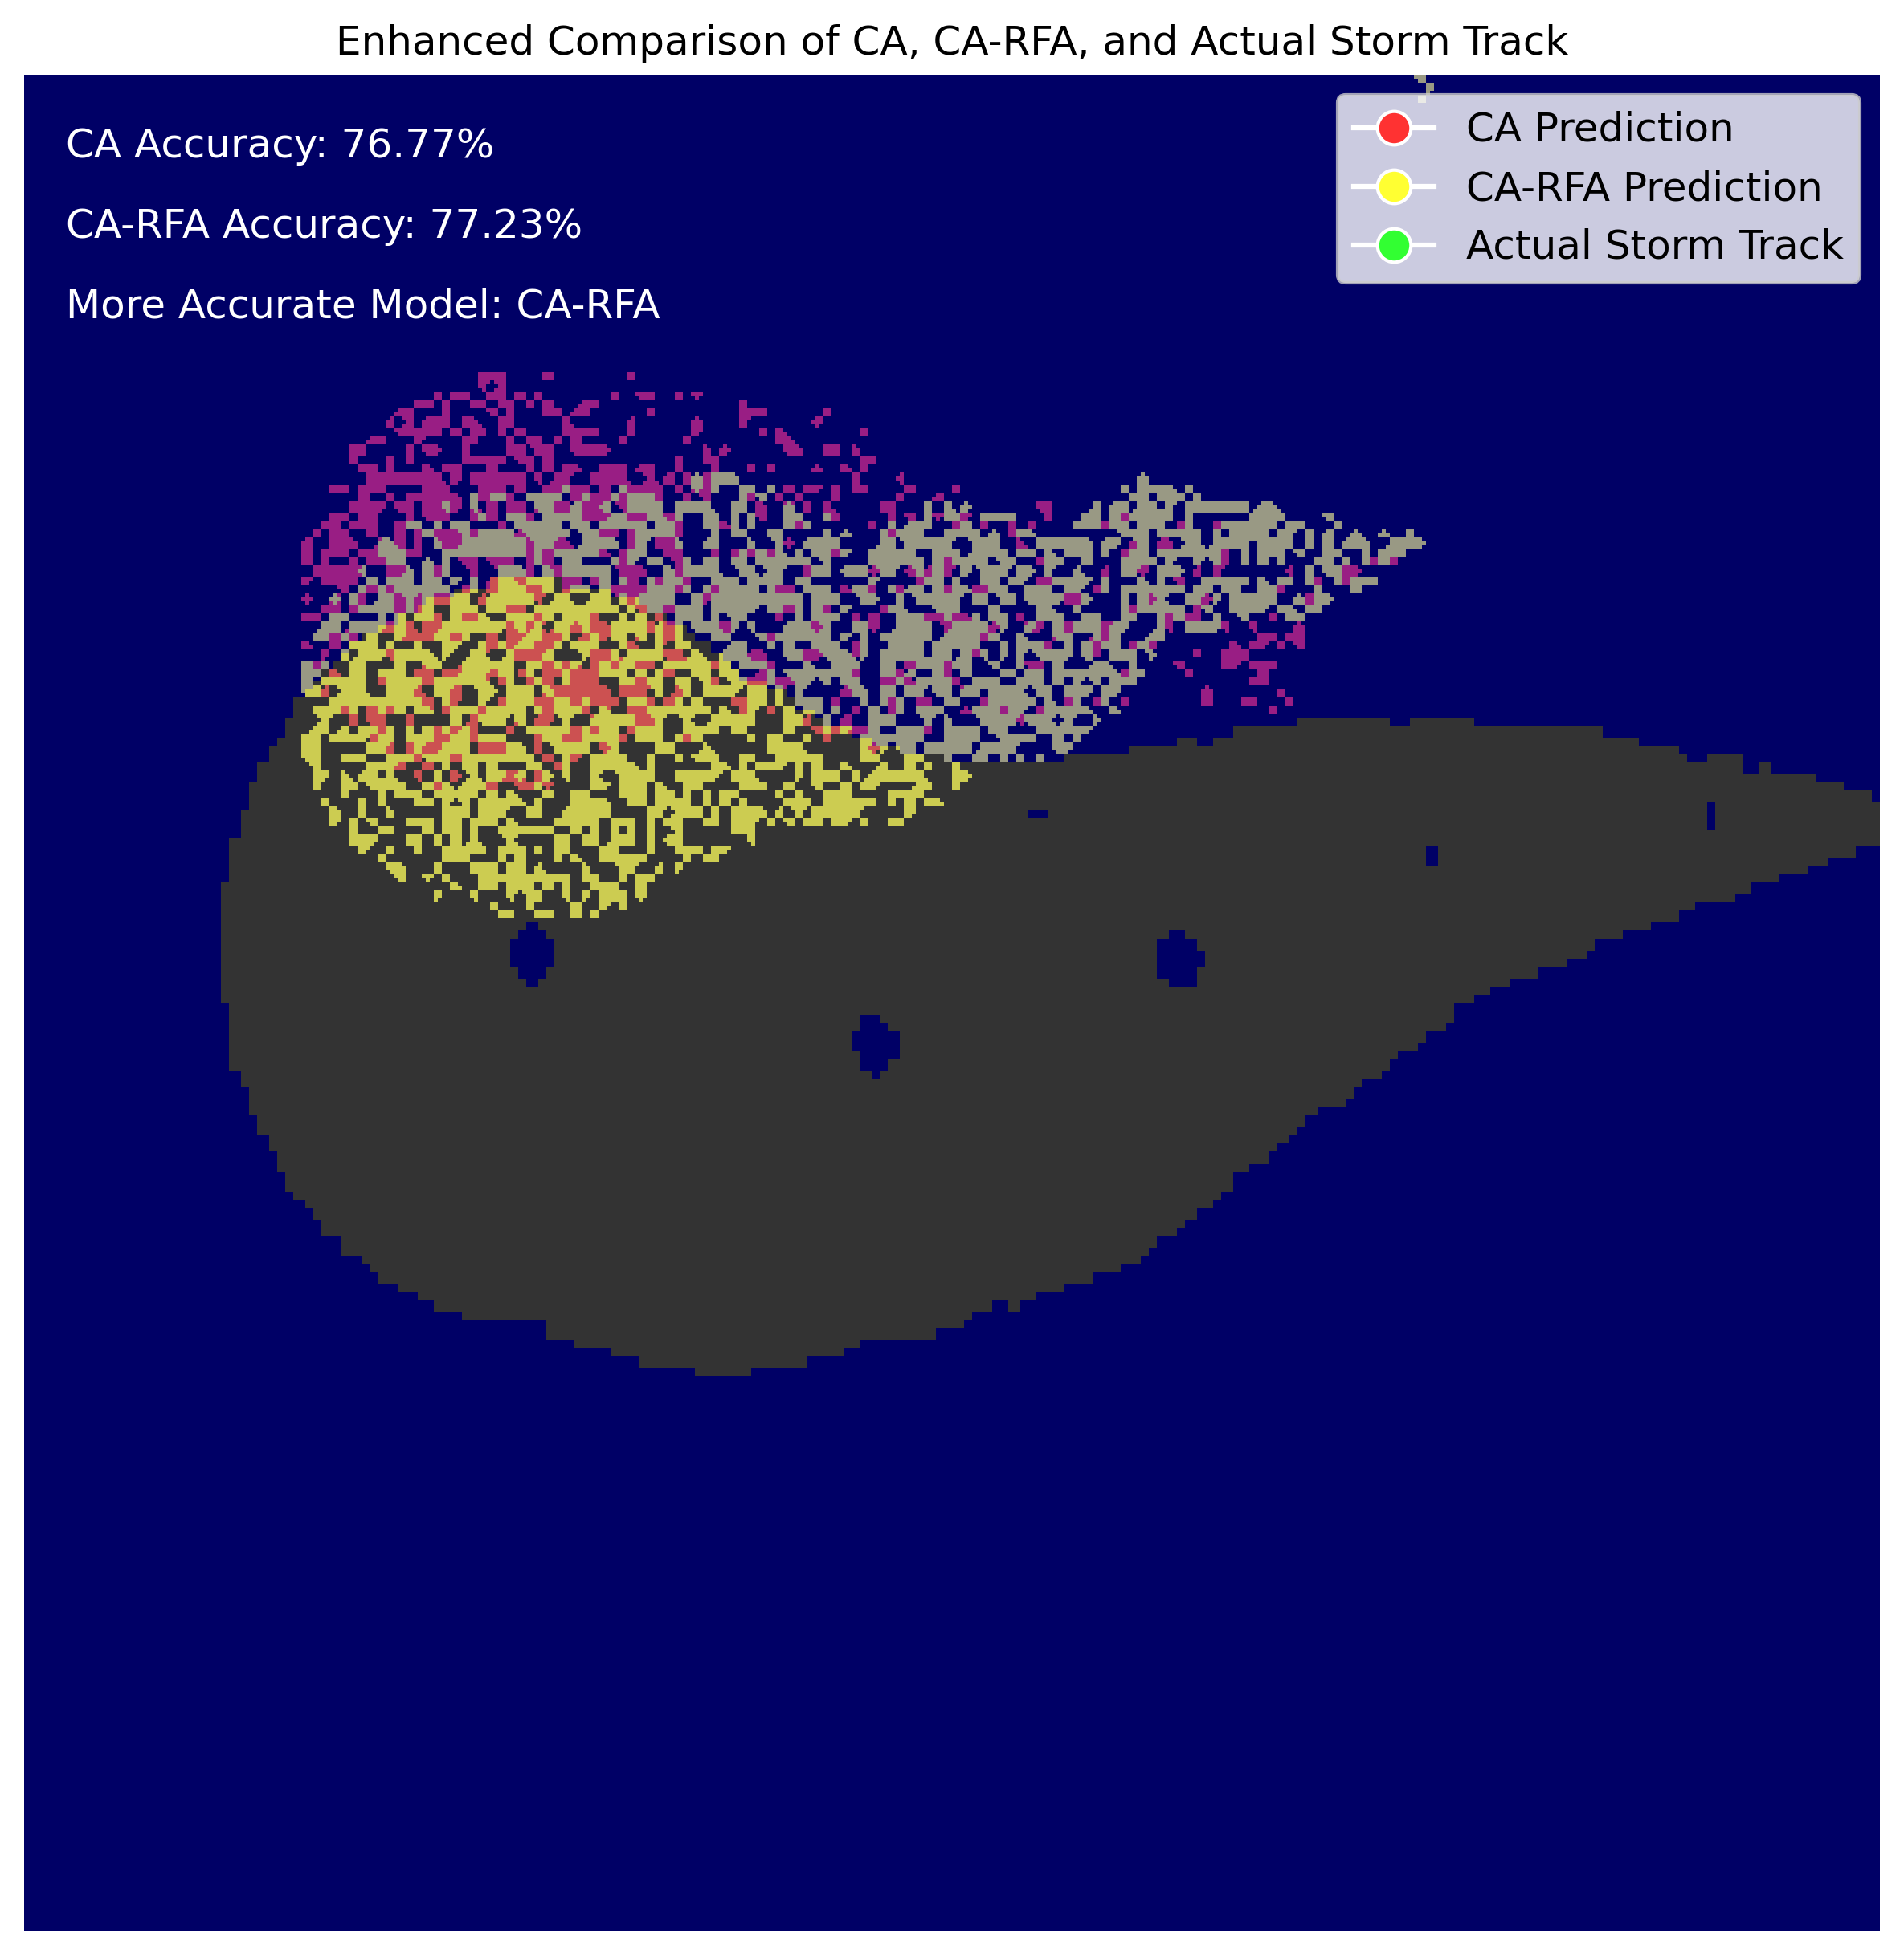 Enhanced Comparison of CA, CA-RFA, and Actual Storm Track
CA Accuracy: 76.77%
CA-RFA Accuracy: 77.23%
More Accurate Model: CA-RFA
CA Prediction
CA-RFA Prediction
Actual Storm Track